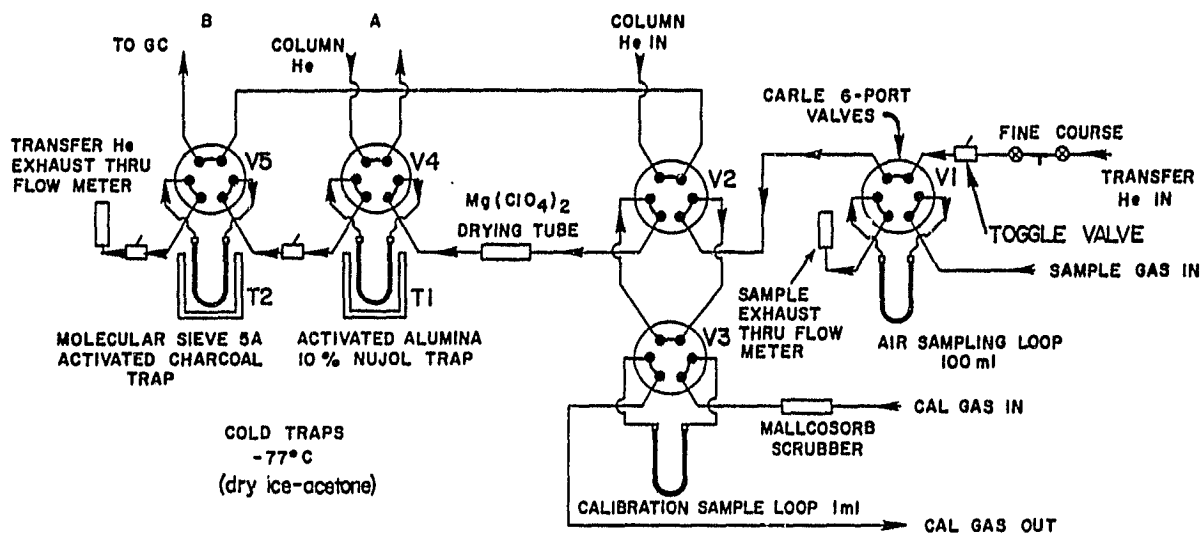 B
TO GC
COLUMN
He
A
COLUMN
He IN
CARLE 6-PORT
VALVES
FINE COURSE
TRANSFER He
EXHAUST THRU
FLOW METER
V5
V4
V2
V1
TRANSFER
He IN
Mg(ClO4)2
DRYING TUBE
TOGGLE VALVE
SAMPLE GAS IN
T2
T1
SAMPLE
EXHAUST
THRU FLOW
METER
MOLECULAR SIEVE 5A
ACTIVATED CHARCOAL
TRAP
ACTIVATED ALUMINA
10% NUJOL TRAP
V3
AIR SAMPLING LOOP
100 ml
CAL GAS IN
MALLCOSORB
SCRUBBER
COLD TRAPS
-77°C
(dry ice-acetone)
CALIBRATION SAMPLE LOOP 1ml
CAL GAS OUT